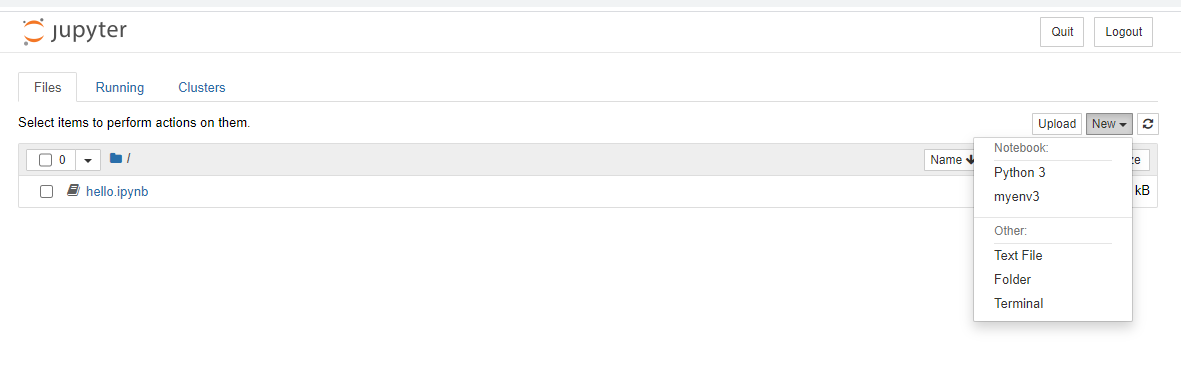 jupyter
Quit Logout
Files Running Clusters
Select items to perform actions on them.
Upload New
0 /
Name ze
hello.ipynb kB
Notebook:
Python 3
myenv3
Other:
Text File
Folder
Terminal